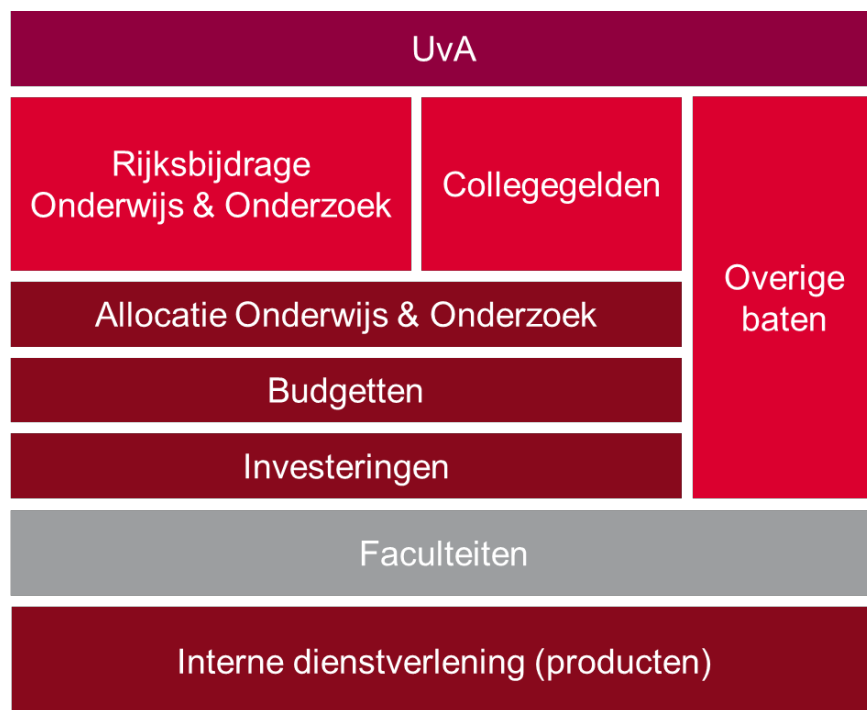 UvA
Rijksbijdrage
Onderwijs & Onderzoek
Collegegelden
Overige
baten
Allocatie Onderwijs & Onderzoek
Budgetten
Investeringen
Faculteiten
Interne dienstverlening (producten)